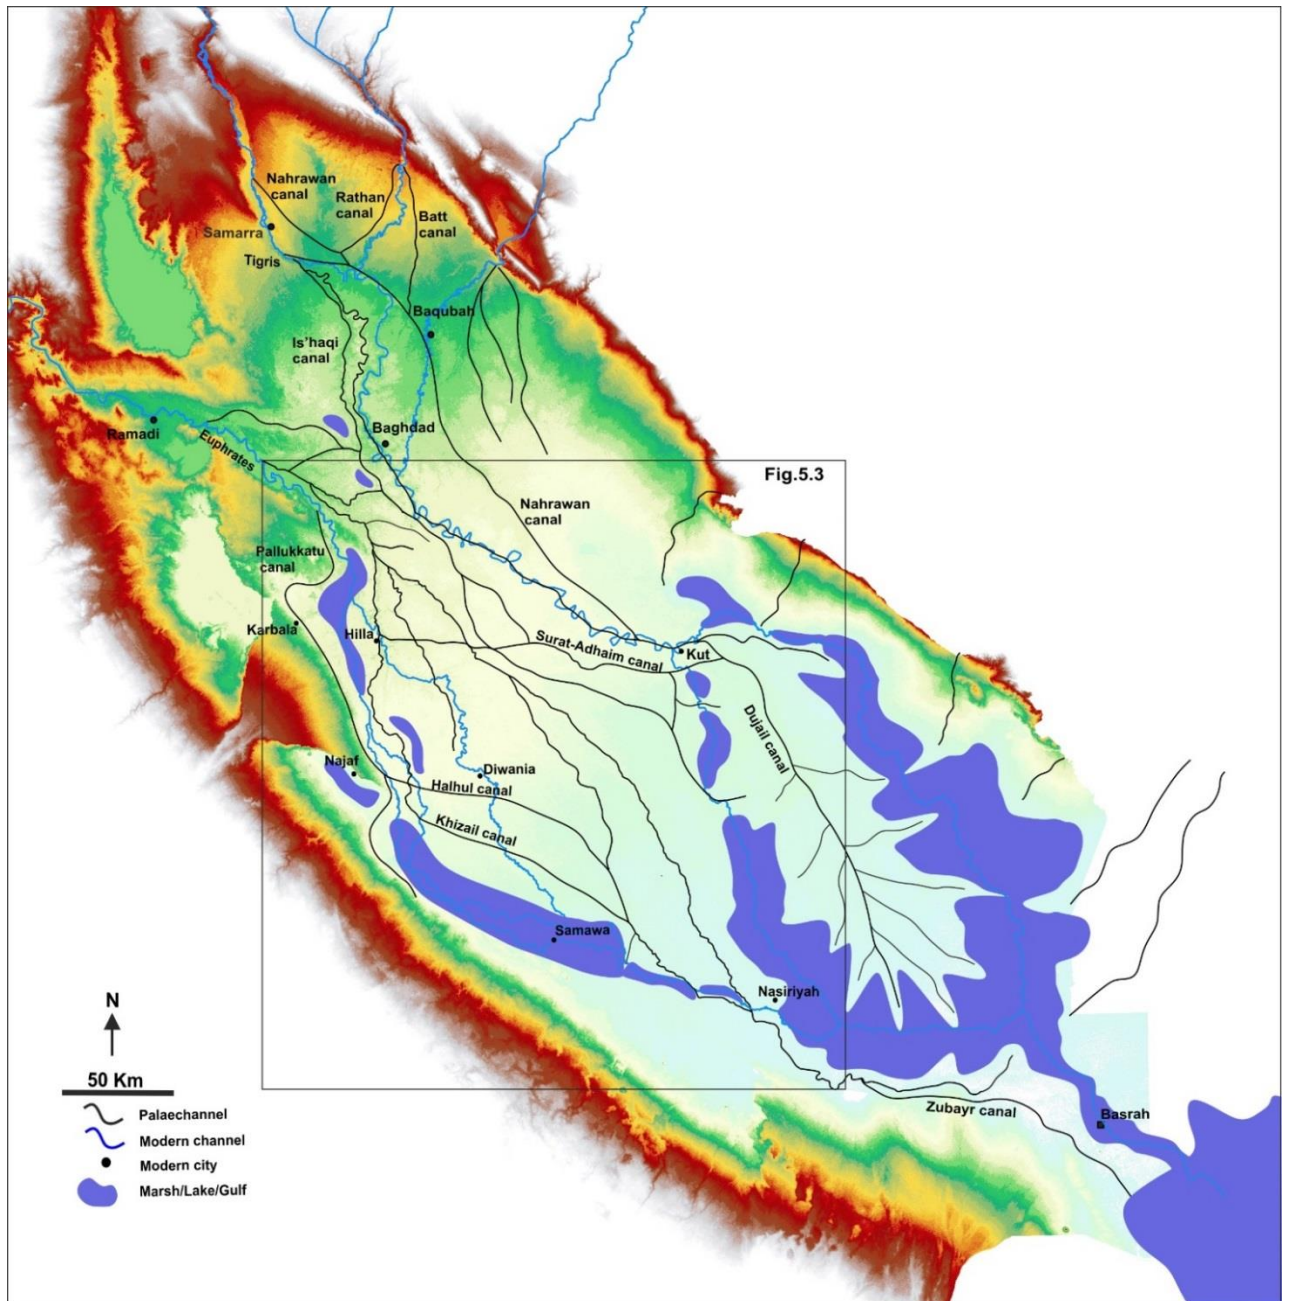 Nahrawan
canal
Rathan
canal
Batt
canal
Samarra
Tigris
Baqubah
Is'haqi
canal
Ramadi
Euphrates
Baghdad
Fig.5.3
Nahrawan
canal
Pallukkatu
canal
Karbala
Hilla
Surat-Adhaim canal
Kut
Dujail canal
Najaf
Diwania
Halhul canal
Khizail canal
Samawa
Nasiriyah
N
50 Km
Palaechannel
Modern channel
Modern city
Marsh/Lake/Gulf
Zubayr canal
Basrah